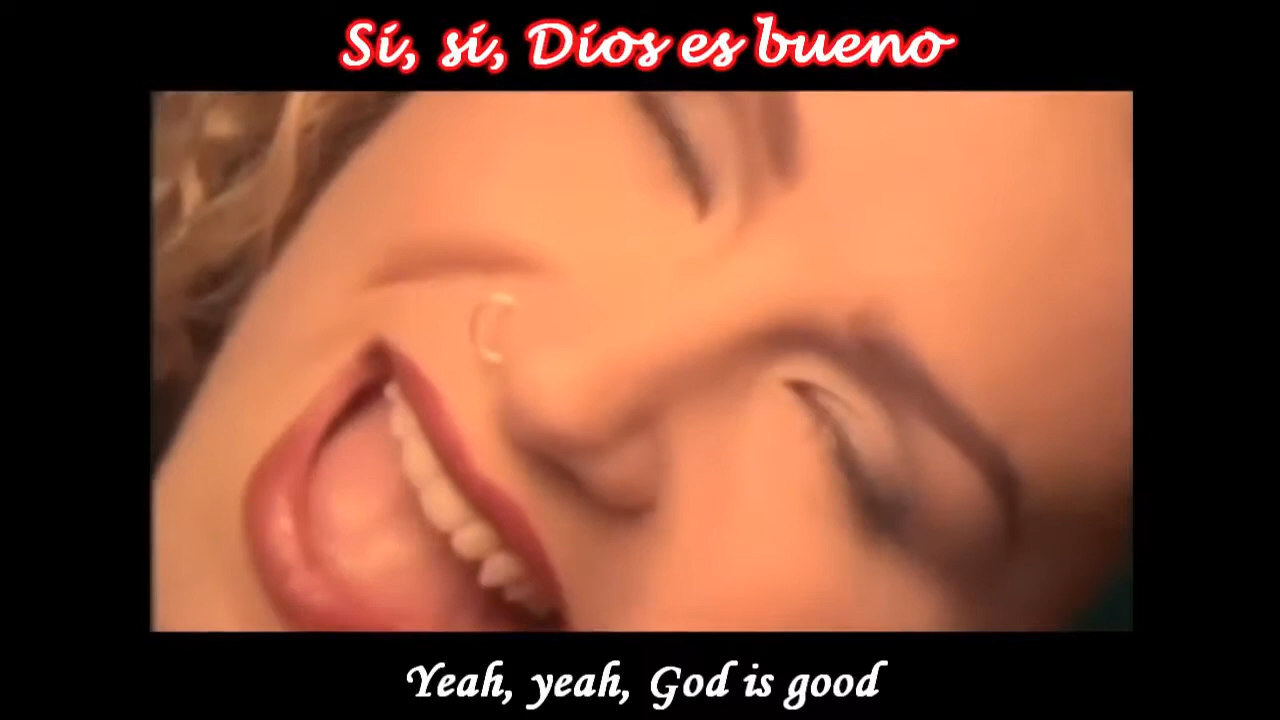 Sí, sí, Dios es bueno
Yeah, yeah, God is good